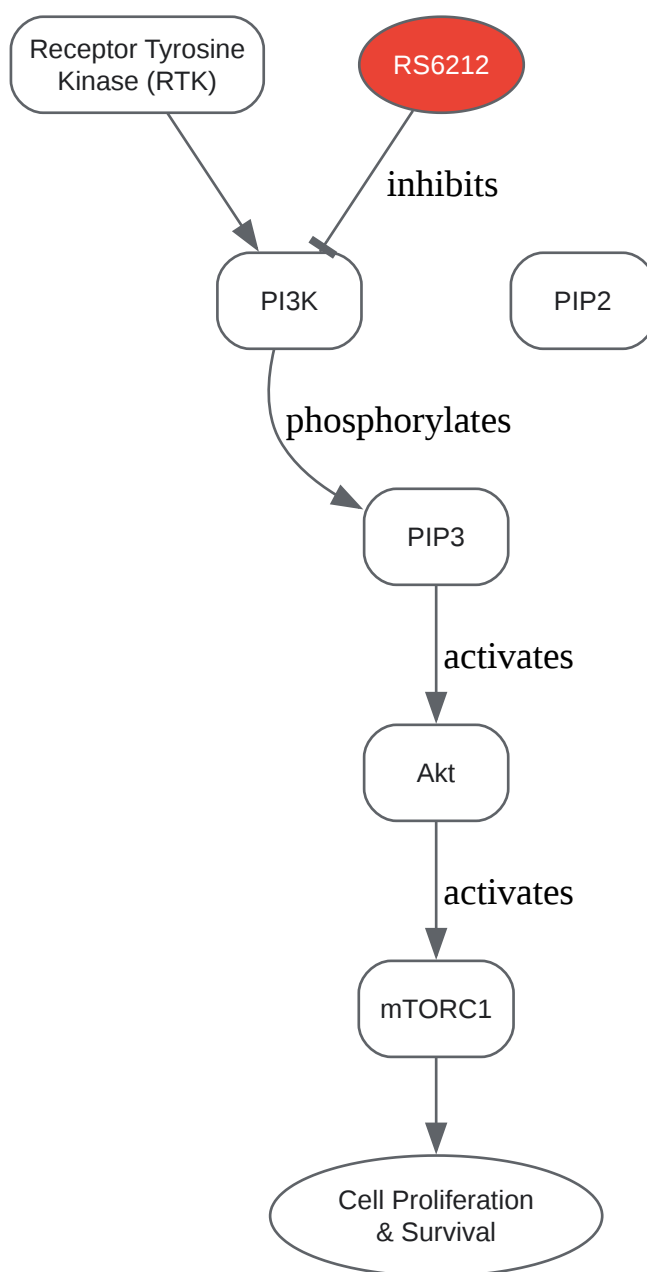 Receptor Tyrosine
Kinase (RTK)
RS6212
inhibits
PI3K
PIP2
phosphorylates
PIP3
activates
Akt
activates
mTORC1
Cell Proliferation
& Survival